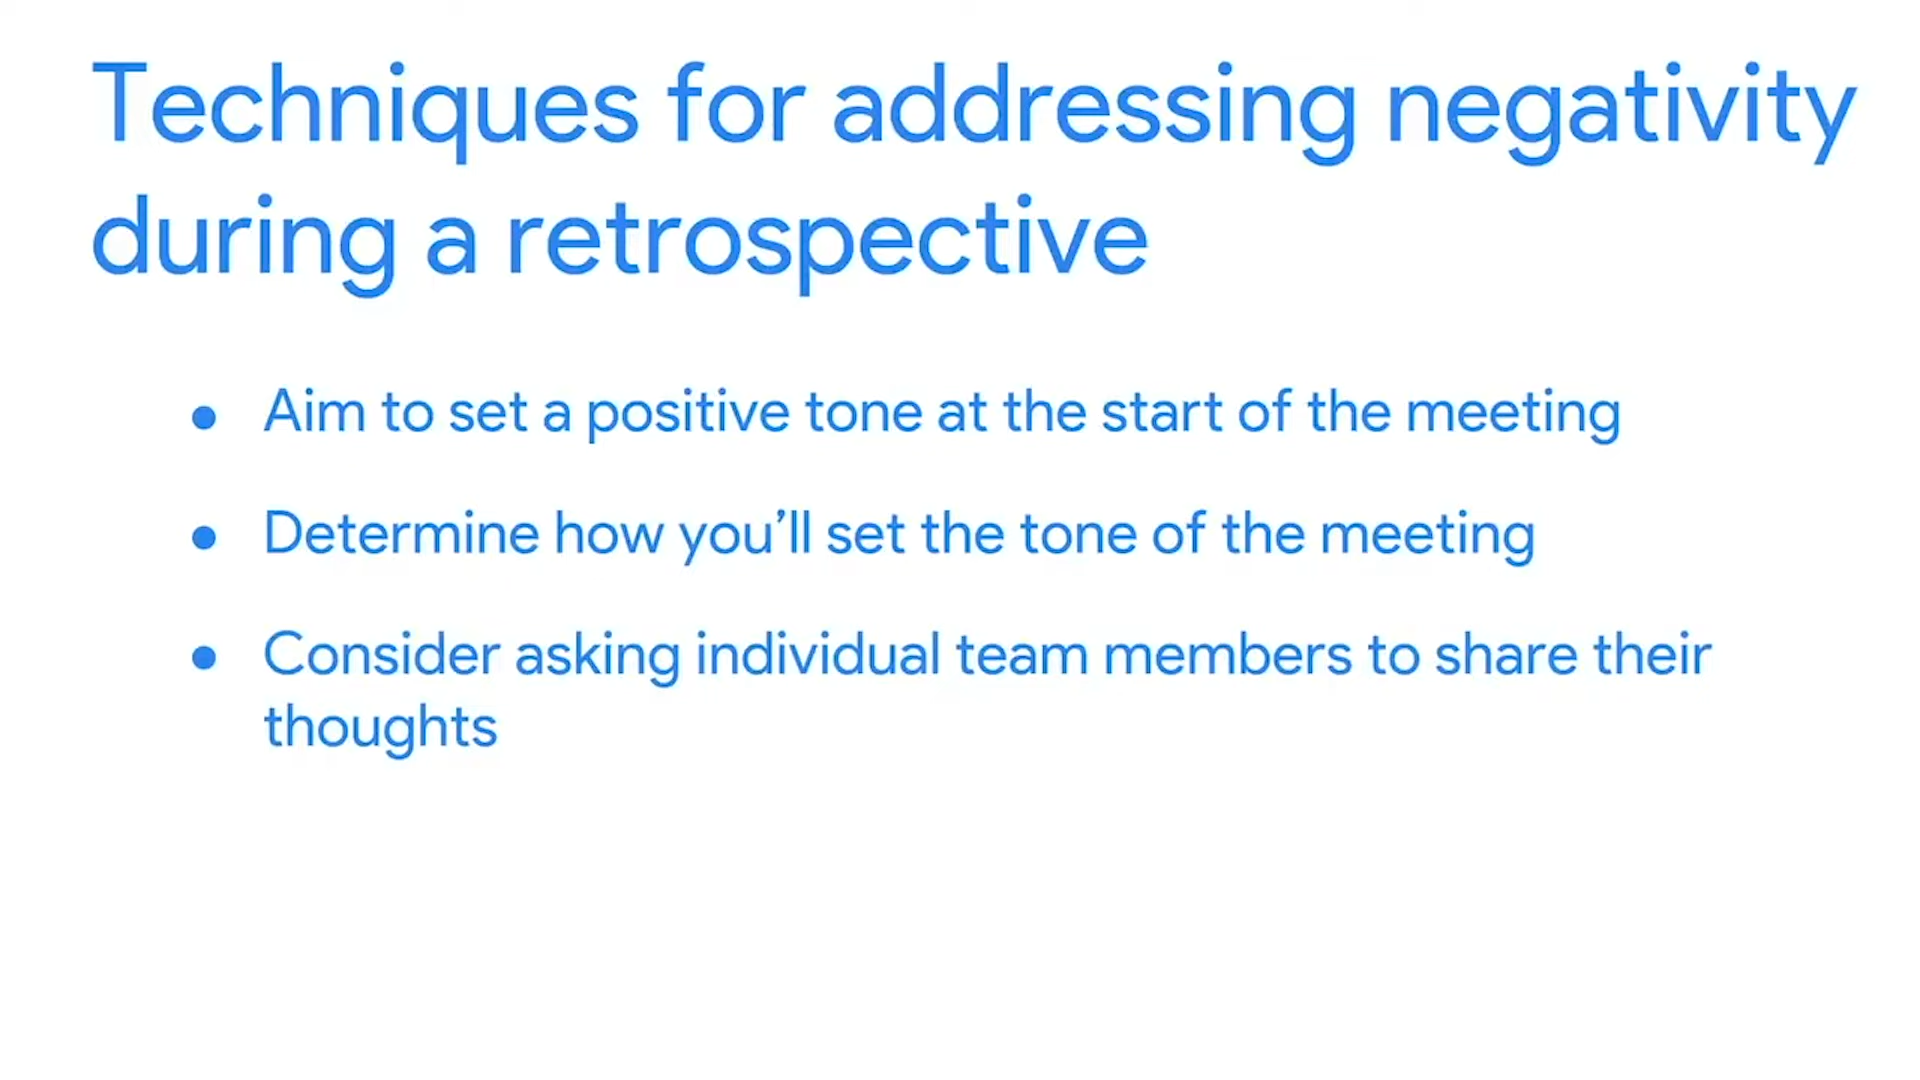 Techniques for addressing negativity
during a retrospective
● Aim to set a positive tone at the start of the meeting
● Determine how you’ll set the tone of the meeting
● Consider asking individual team members to share their
thoughts